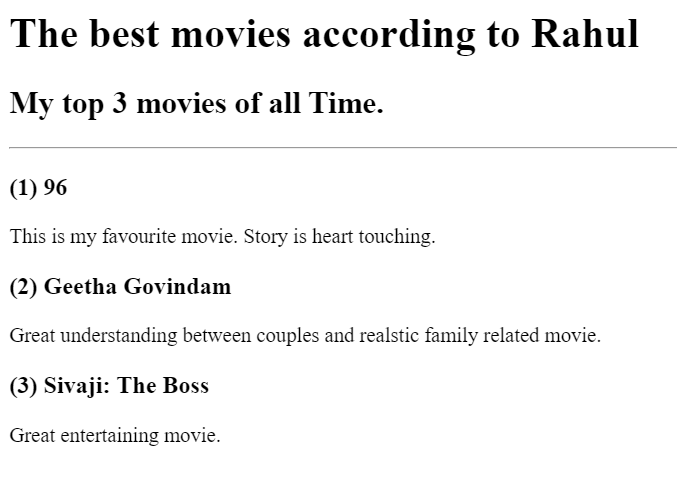 The best movies according to Rahul
My top 3 movies of all Time.
(1) 96
This is my favourite movie. Story is heart touching.
(2) Geetha Govindam
Great understanding between couples and realstic family related movie.
(3) Sivaji: The Boss
Great entertaining movie.